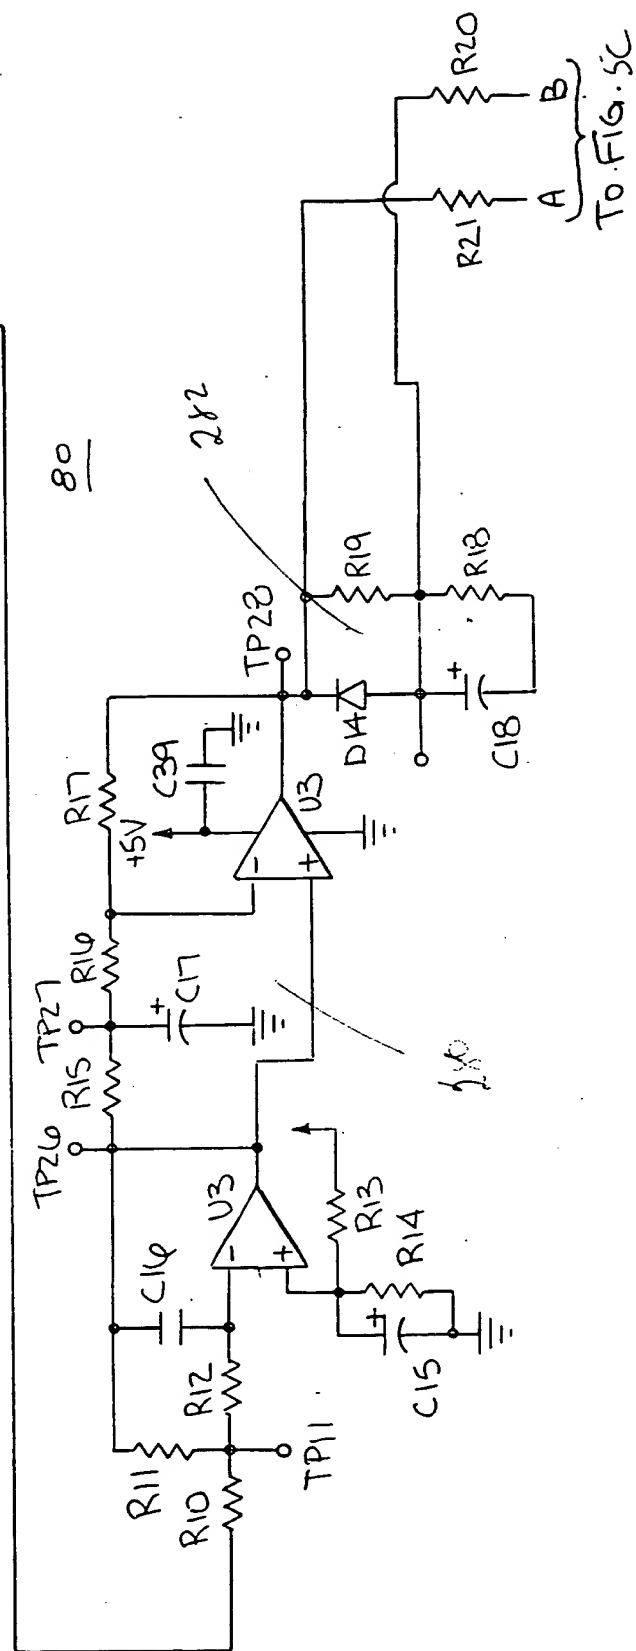 80
TP26
TP27
R15
R16
R17
TP28
282
+5V
C39
C17
C16
U3
U3
R11
R12
R10
TP11
D14
R19
R18
C18
R13
R14
C15
R21
R20
A
B
TO FIG. 5C